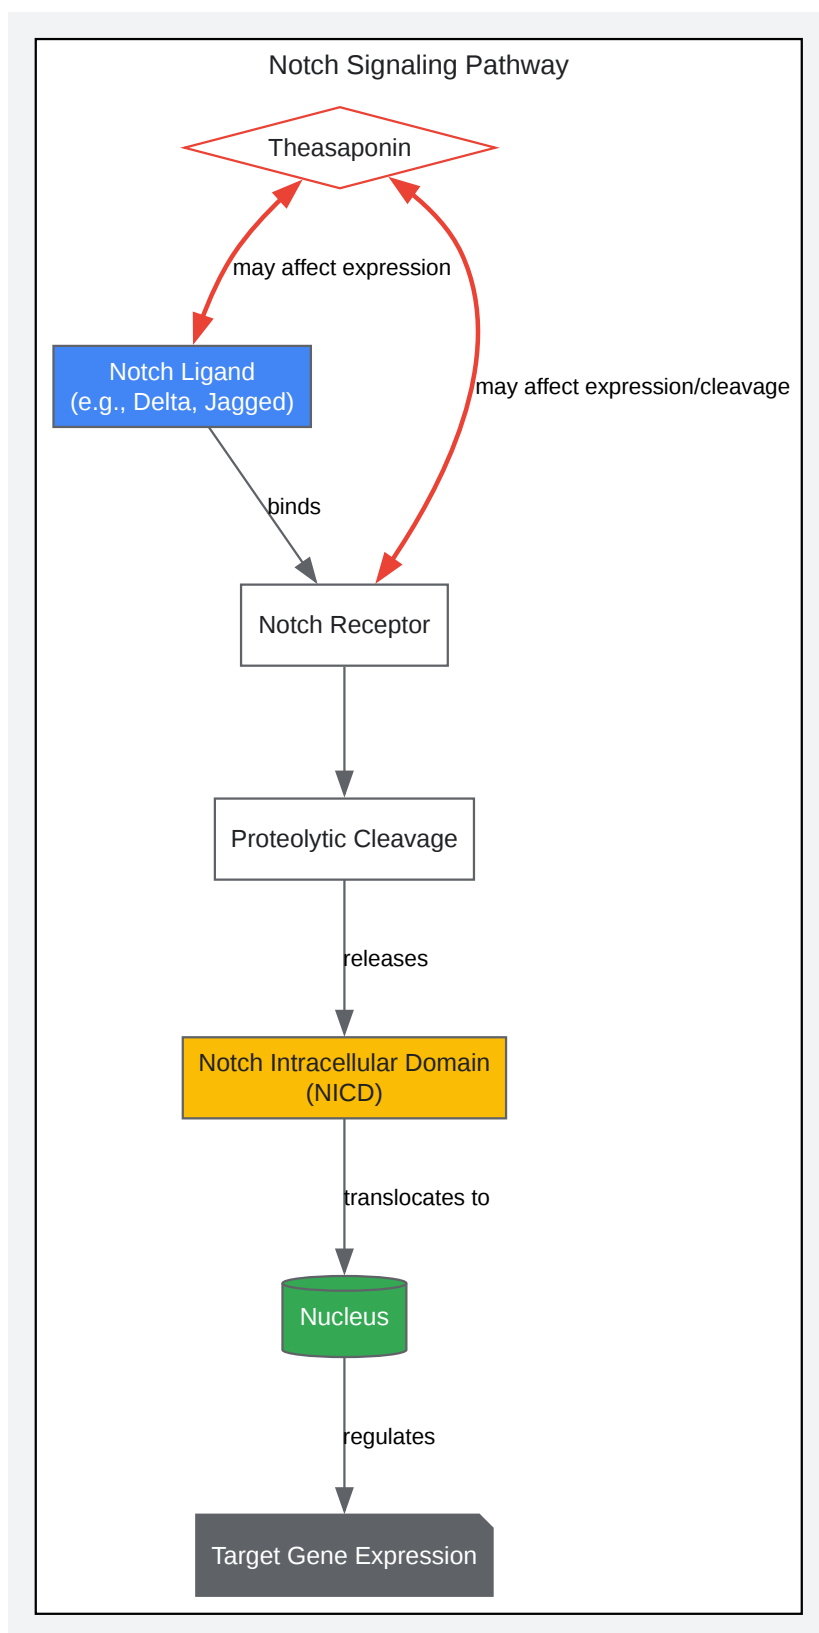 Notch Signaling Pathway
Theasaponin
may affect expression
Notch Ligand
(e.g., Delta, Jagged)
may affect expression/cleavage
binds
Notch Receptor
Proteolytic Cleavage
releases
Notch Intracellular Domain
(NICD)
translocates to
Nucleus
regulates
Target Gene Expression